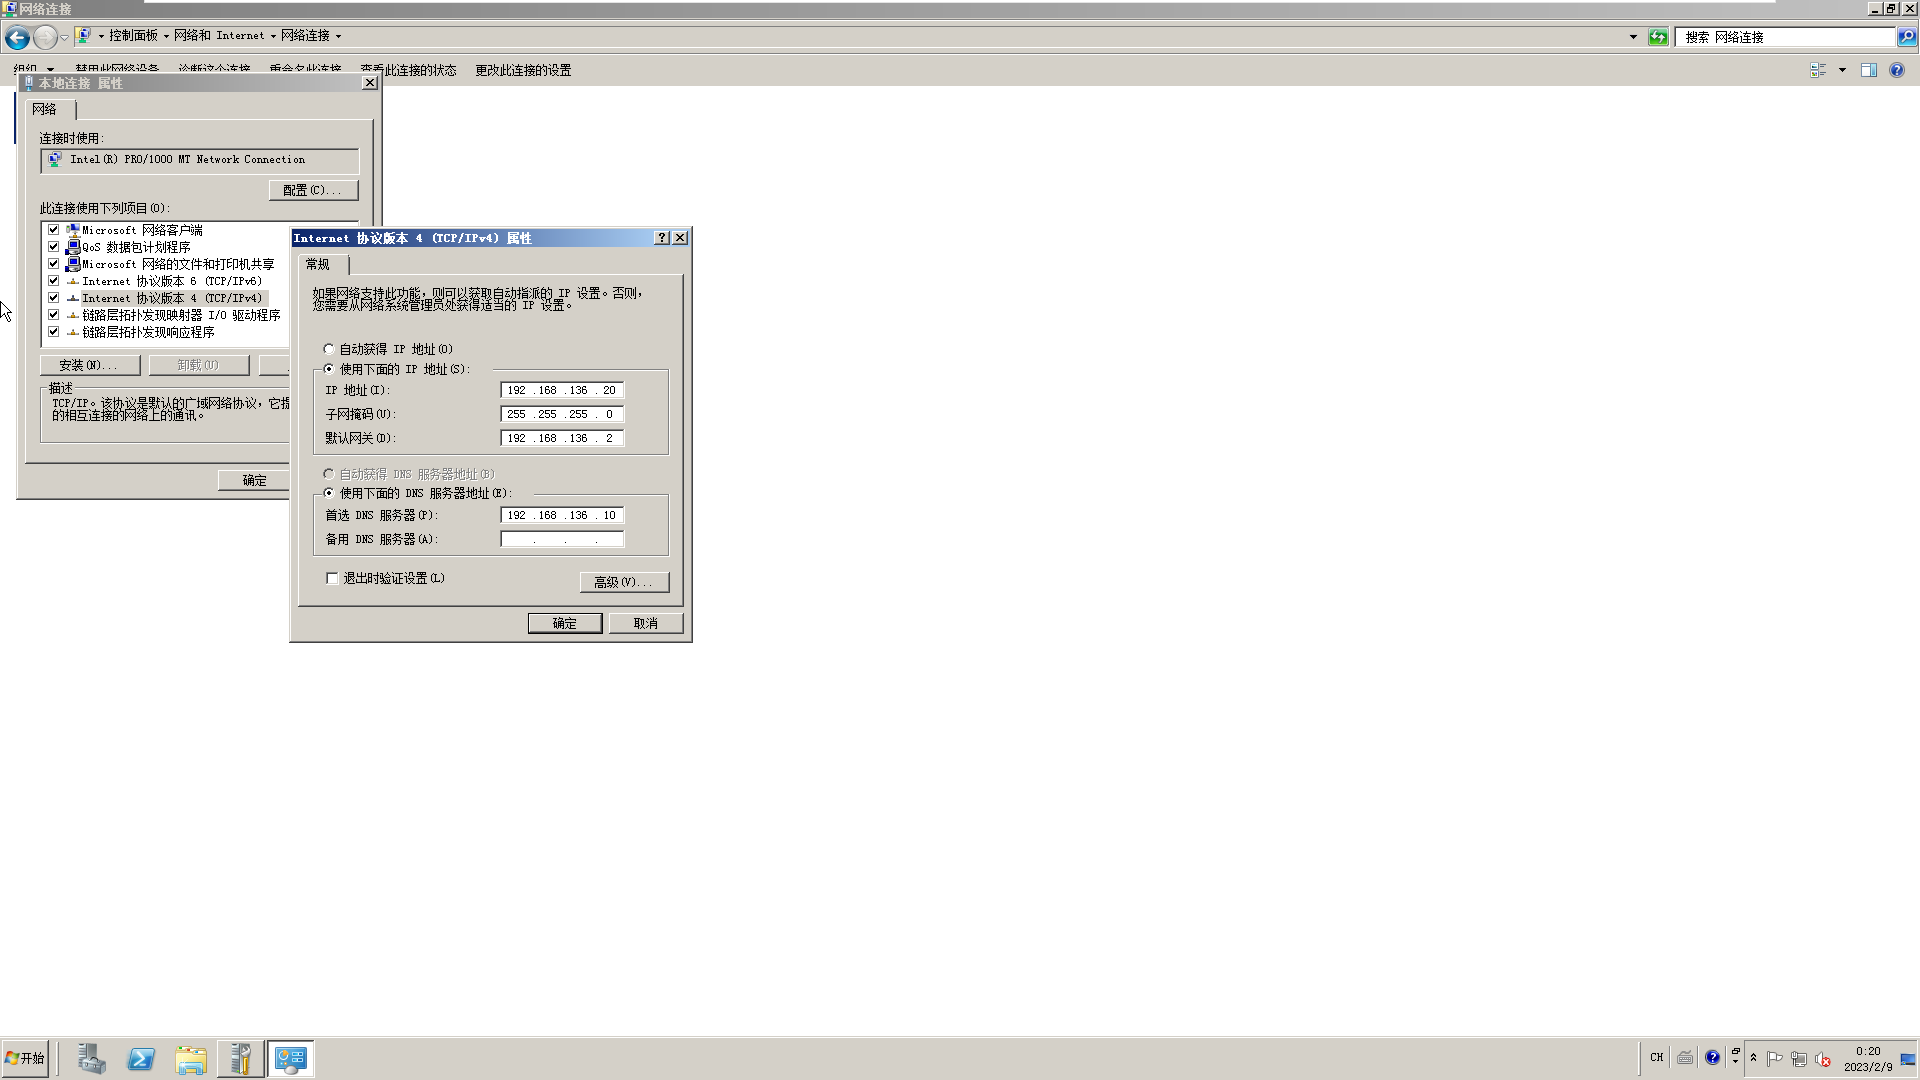 网络连接
控制面板 网络和 Internet 网络连接
搜索 网络连接
组织 禁用此网络设备 诊断这个连接 重命名此连接 查看此连接的状态 更改此连接的设置
本地连接 属性
网络
连接时使用:
Intel(R) PRO/1000 MT Network Connection
配置(C)...
此连接使用下列项目(O):
Microsoft 网络客户端
QoS 数据包计划程序
Microsoft 网络的文件和打印机共享
Internet 协议版本 6 (TCP/IPv6)
Internet 协议版本 4 (TCP/IPv4)
链路层拓扑发现映射器 I/O 驱动程序
链路层拓扑发现响应程序
安装(N)... 卸载(U)
描述
TCP/IP。该协议是默认的广域网络协议，它提
的相互连接的网络上的通讯。
确定
Internet 协议版本 4 (TCP/IPv4) 属性
常规
如果网络支持此功能，则可以获取自动指派的 IP 设置。否则，
您需要从网络系统管理员处获得适当的 IP 设置。
自动获得 IP 地址(O)
使用下面的 IP 地址(S):
IP 地址(I): 192 .168 .136 . 20
子网掩码(U): 255 .255 .255 . 0
默认网关(D): 192 .168 .136 . 2
自动获得 DNS 服务器地址(B)
使用下面的 DNS 服务器地址(E):
首选 DNS 服务器(P): 192 .168 .136 . 10
备用 DNS 服务器(A): . . .
退出时验证设置(L)
高级(V)...
确定 取消
开始
CH
0:20
2023/2/9